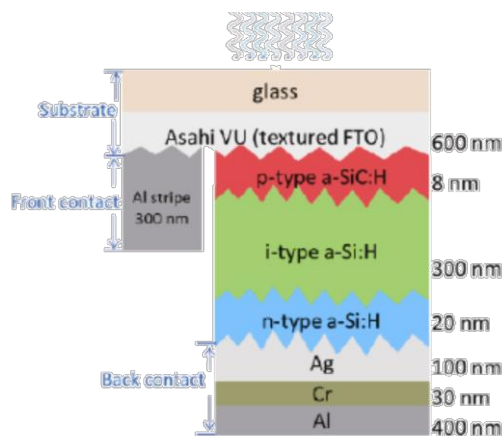 glass
Substrate
Asahi VU (textured FTO)
600 nm
p-type a-SiC:H
8 nm
Front contact
Al stripe
300 nm
i-type a-Si:H
300 nm
n-type a-Si:H
20 nm
Ag
100 nm
Back contact
Cr
30 nm
Al
400 nm